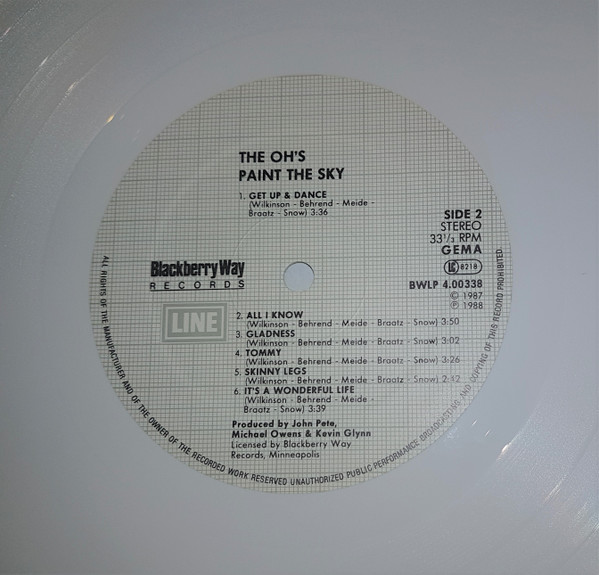 THE OH'S
PAINT THE SKY
1. GET UP & DANCE
(Wilkinson - Behrend - Meide -
Braatz - Snow) 3:36
SIDE 2
STEREO
33⅓ RPM
GEMA
LC 8218
BWLP 4.00338
© 1987
℗ 1988
Blackberry Way
RECORDS
LINE
2. ALL I KNOW
(Wilkinson - Behrend - Meide - Braatz - Snow) 3:50
3. GLADNESS
(Wilkinson - Behrend - Meide - Braatz - Snow) 3:02
4. TOMMY
(Wilkinson - Behrend - Meide - Braatz - Snow) 3:26
5. SKINNY LEGS
(Wilkinson - Behrend - Meide - Braatz - Snow) 2:42
6. IT'S A WONDERFUL LIFE
(Wilkinson - Behrend - Meide -
Braatz - Snow) 3:39
Produced by John Pete,
Michael Owens & Kevin Glynn
Licensed by Blackberry Way
Records, Minneapolis
ALL RIGHTS OF THE MANUFACTURER AND OF THE OWNER OF THE RECORDED WORK RESERVED UNAUTHORIZED PUBLIC PERFORMANCE BROADCASTING AND COPYING OF THIS RECORD PROHIBITED